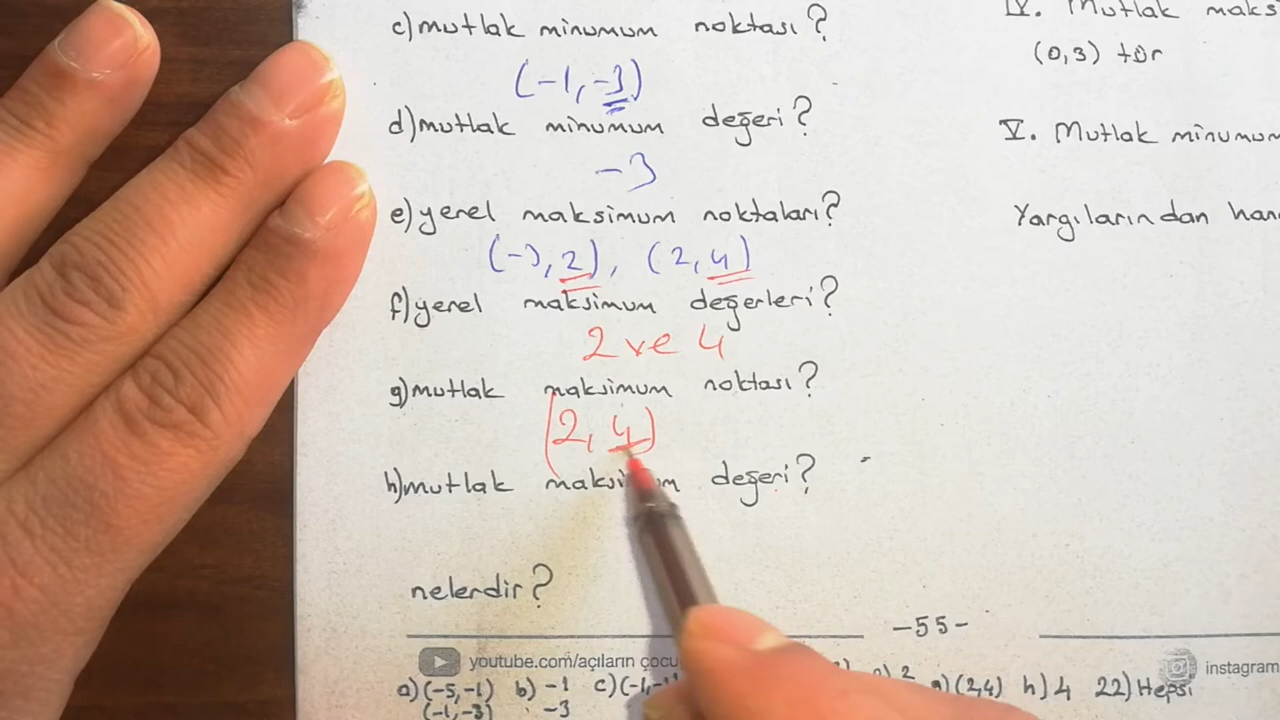 c) mutlak minumum noktası?
(-1, -3)
d) mutlak minumum değeri?
-3
e) yerel maksimum noktaları?
(-3, 2), (2, 4)
f) yerel maksimum değerleri?
2 ve 4
g) mutlak maksimum noktası?
(2, 4)
h) mutlak maksimum değeri?
nelerdir?
IV. Mutlak maks
(0,3) tür
V. Mutlak minumum
Yargılarından han
-55-
youtube.com/açıların çocu
instagram
a)(-5,-1) b) -1 c)(-1, 2 g)(2,4) h) 4 22) Hepsi
(-1,-3) -3